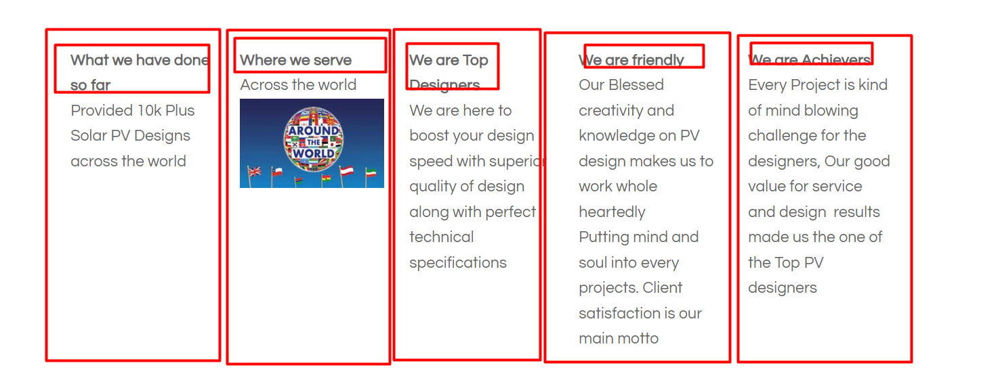 What we have done
so far
Provided 10k Plus
Solar PV Designs
across the world
Where we serve
Across the world
AROUND
THE
WORLD
We are Top
Designers
We are here to
boost your design
speed with superior
quality of design
along with perfect
technical
specifications
We are friendly
Our Blessed
creativity and
knowledge on PV
design makes us to
work whole
heartedly
Putting mind and
soul into every
projects. Client
satisfaction is our
main motto
We are Achievers
Every Project is kind
of mind blowing
challenge for the
designers, Our good
value for service
and design  results
made us the one of
the Top PV
designers